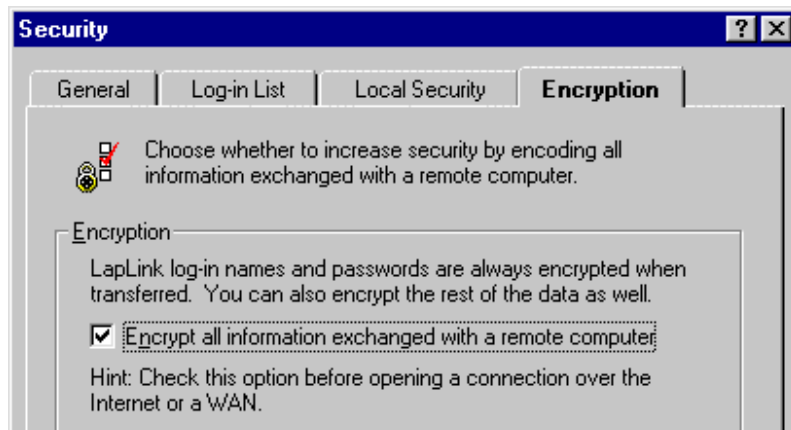 Security
General Log-in List Local Security Encryption
Choose whether to increase security by encoding all
information exchanged with a remote computer.
Encryption
LapLink log-in names and passwords are always encrypted when
transferred. You can also encrypt the rest of the data as well.
Encrypt all information exchanged with a remote computer
Hint: Check this option before opening a connection over the
Internet or a WAN.